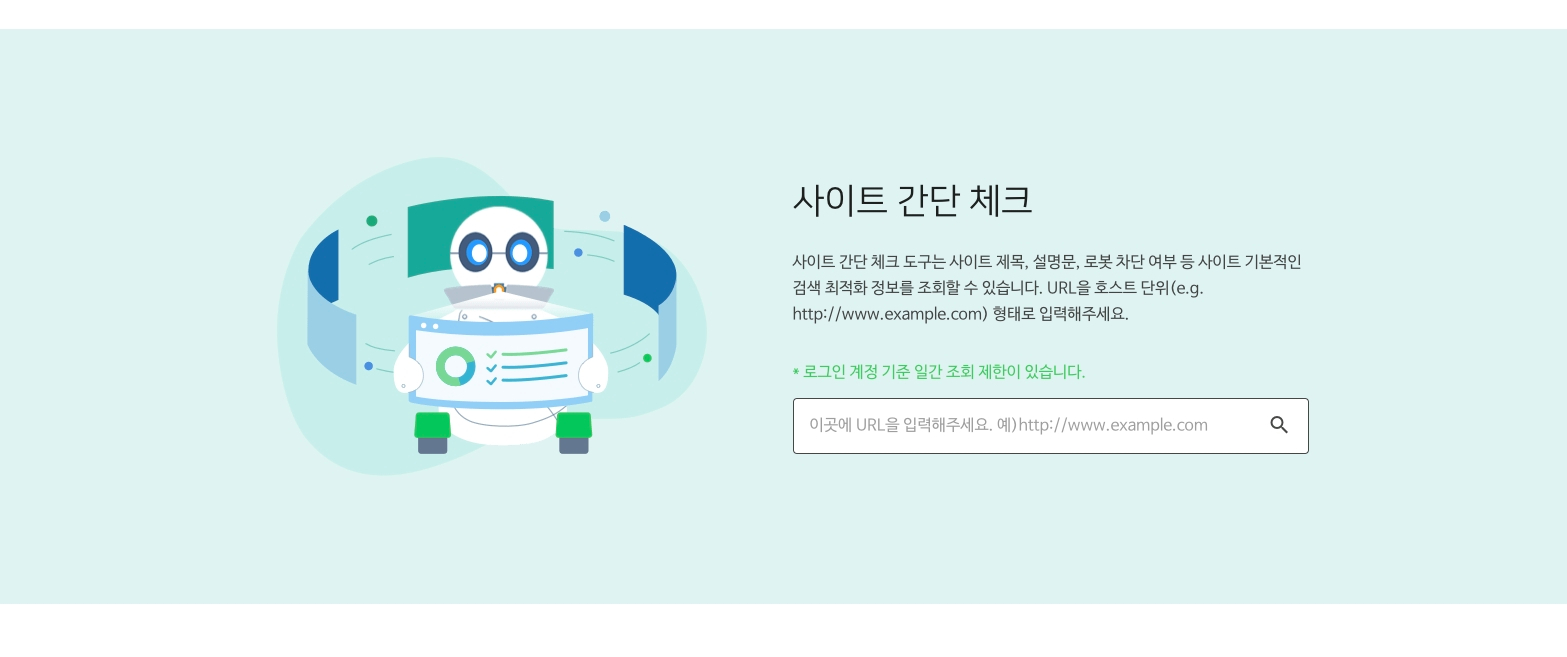 사이트 간단 체크
사이트 간단 체크 도구는 사이트 제목, 설명문, 로봇 차단 여부 등 사이트 기본적인
검색 최적화 정보를 조회할 수 있습니다. URL을 호스트 단위(e.g.
http://www.example.com) 형태로 입력해주세요.
* 로그인 계정 기준 일간 조회 제한이 있습니다.
이곳에 URL을 입력해주세요. 예)http://www.example.com